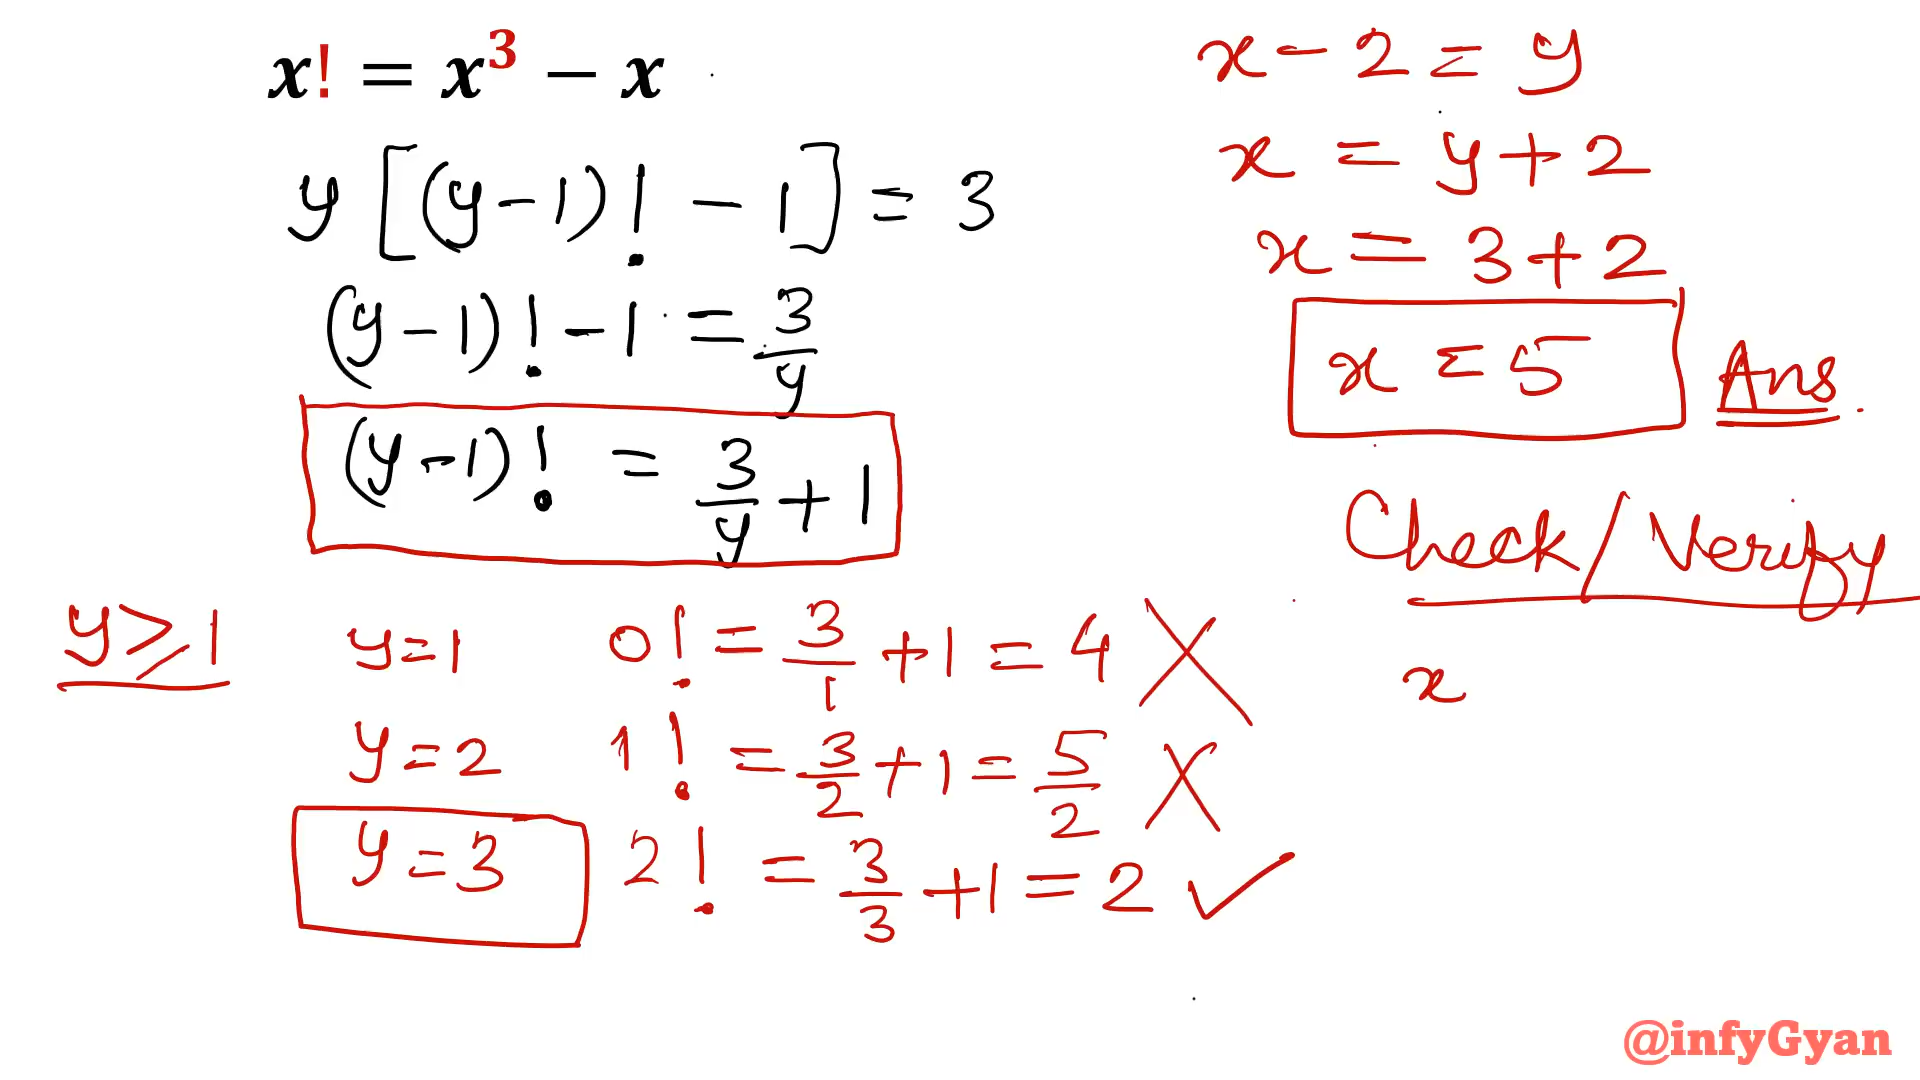 x! = x³ − x
y[(y−1)! − 1] = 3
(y−1)! − 1 = 3/y
(y−1)! = 3/y + 1
y ≥ 1
y=1 0! = 3/1 + 1 = 4 X
y=2 1! = 3/2 + 1 = 5/2 X
y=3 2! = 3/3 + 1 = 2 ✓
x − 2 = y
x = y + 2
x = 3 + 2
x = 5 Ans.
Check/Verify
x
@infyGyan